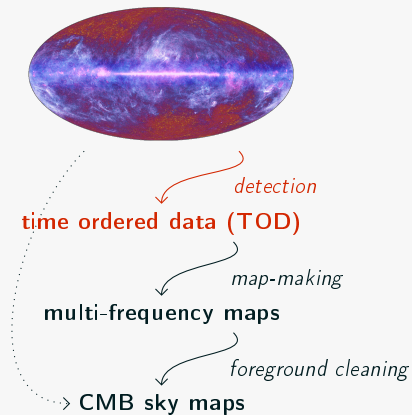 detection
time ordered data (TOD)
map-making
multi-frequency maps
foreground cleaning
CMB sky maps